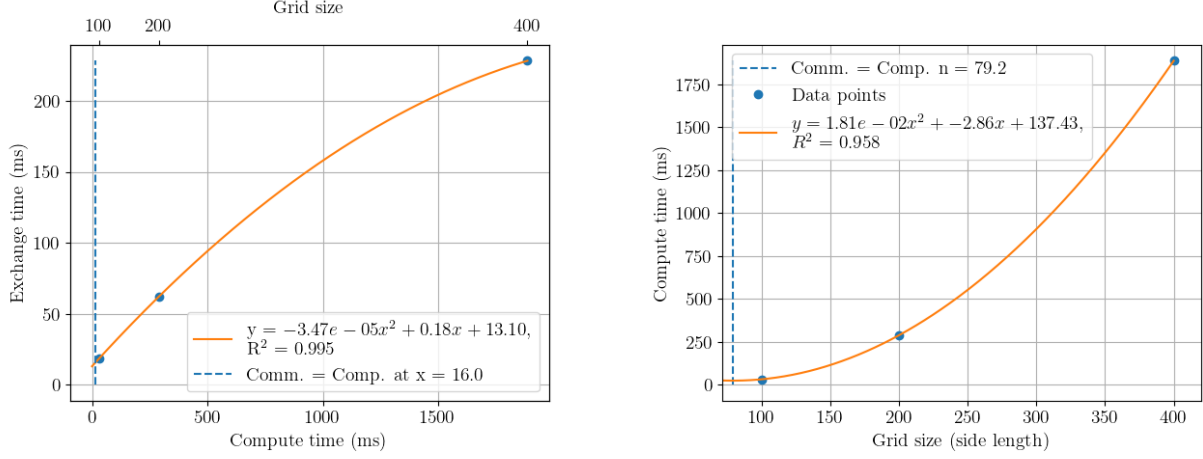 Grid size
100 200 400
Exchange time (ms)
200
150
100
50
0
y = −3.47e − 05x² + 0.18x + 13.10,
R² = 0.995
Comm. = Comp. at x = 16.0
0 500 1000 1500
Compute time (ms)
Compute time (ms)
1750
1500
1250
1000
750
500
250
0
Comm. = Comp. n = 79.2
Data points
y = 1.81e − 02x² + −2.86x + 137.43,
R² = 0.958
100 150 200 250 300 350 400
Grid size (side length)